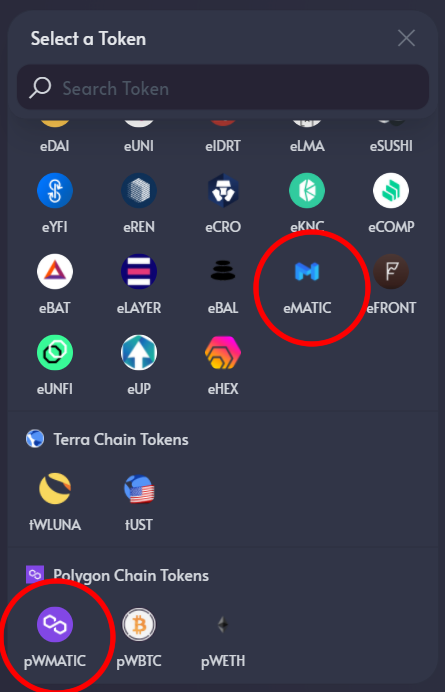 Select a Token
Search Token
eDAI eUNI eIDRT eLMA eSUSHI
eYFI eREN eCRO eKNC eCOMP
eBAT eLAYER eBAL eMATIC eFRONT
eUNFI eUP eHEX
Terra Chain Tokens
tWLUNA tUST
Polygon Chain Tokens
pWMATIC pWBTC pWETH